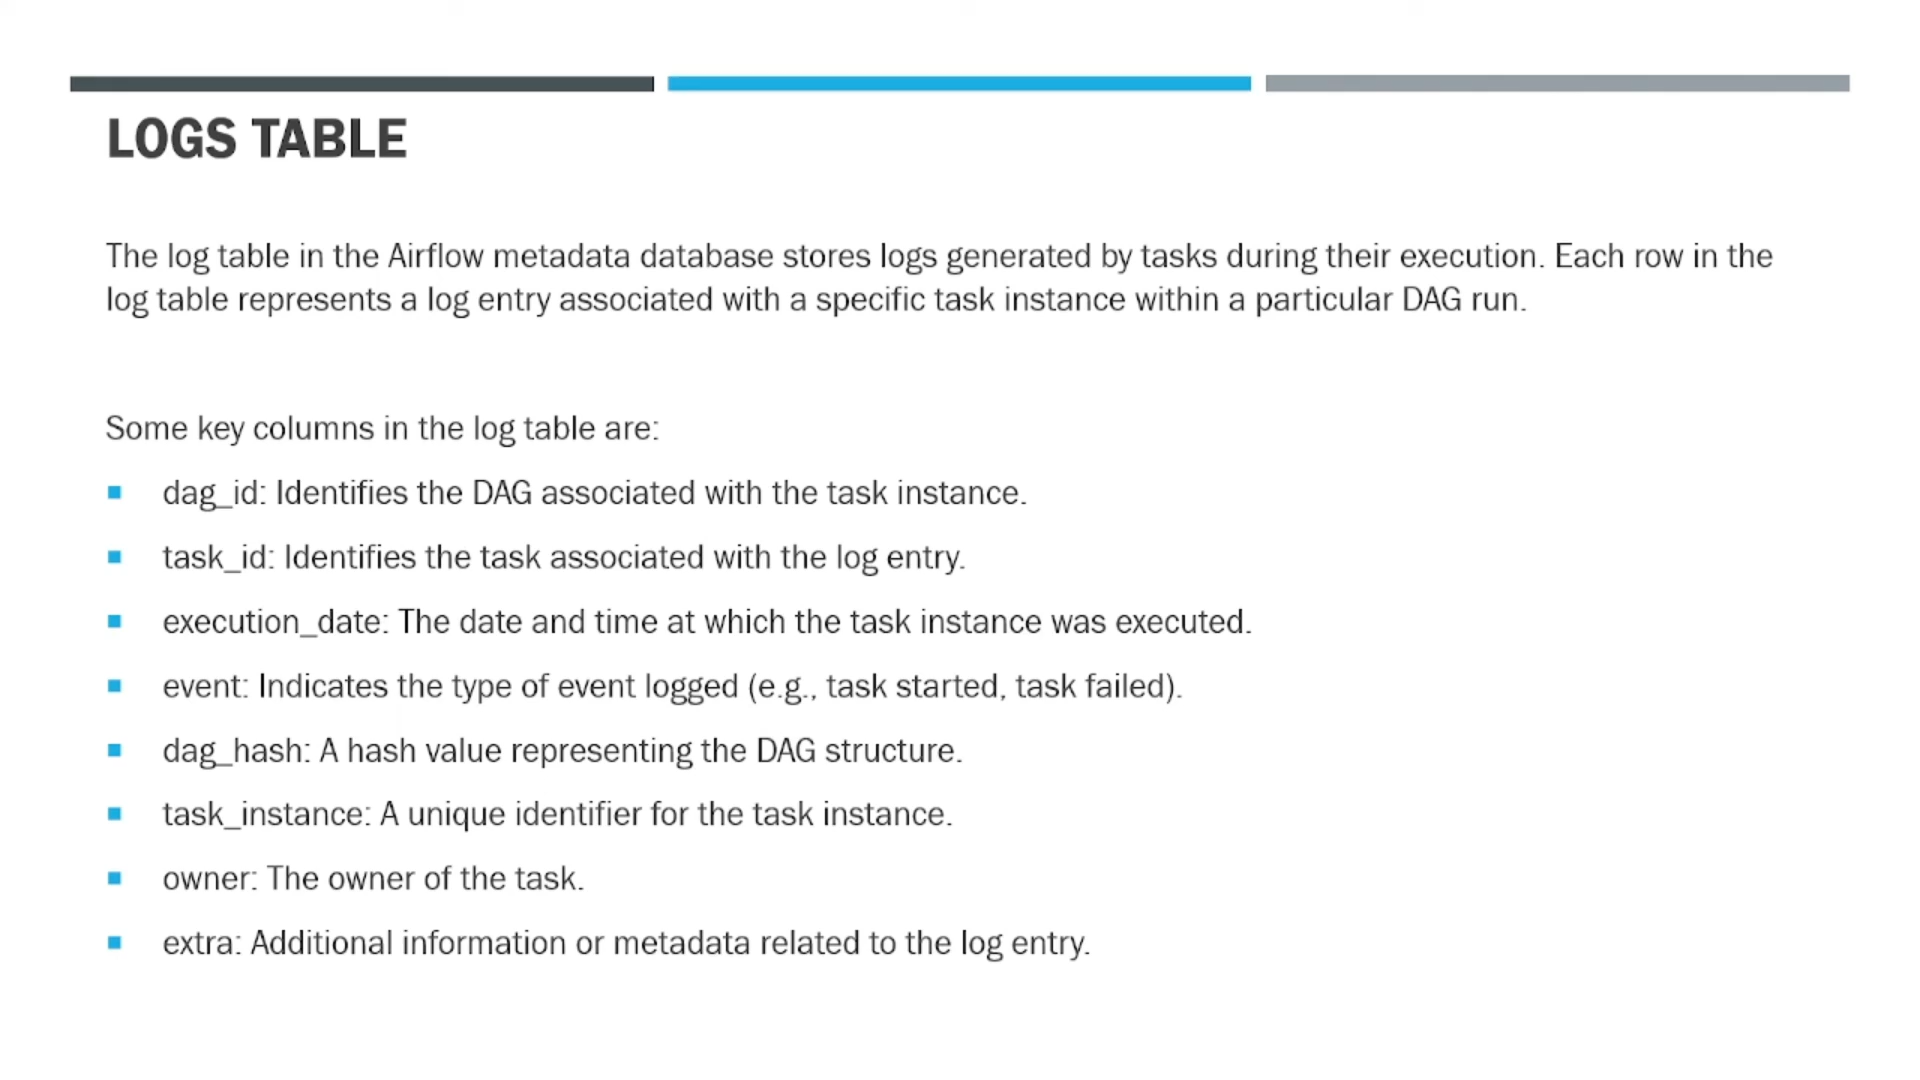 LOGS TABLE
The log table in the Airflow metadata database stores logs generated by tasks during their execution. Each row in the
log table represents a log entry associated with a specific task instance within a particular DAG run.
Some key columns in the log table are:
dag_id: Identifies the DAG associated with the task instance.
task_id: Identifies the task associated with the log entry.
execution_date: The date and time at which the task instance was executed.
event: Indicates the type of event logged (e.g., task started, task failed).
dag_hash: A hash value representing the DAG structure.
task_instance: A unique identifier for the task instance.
owner: The owner of the task.
extra: Additional information or metadata related to the log entry.